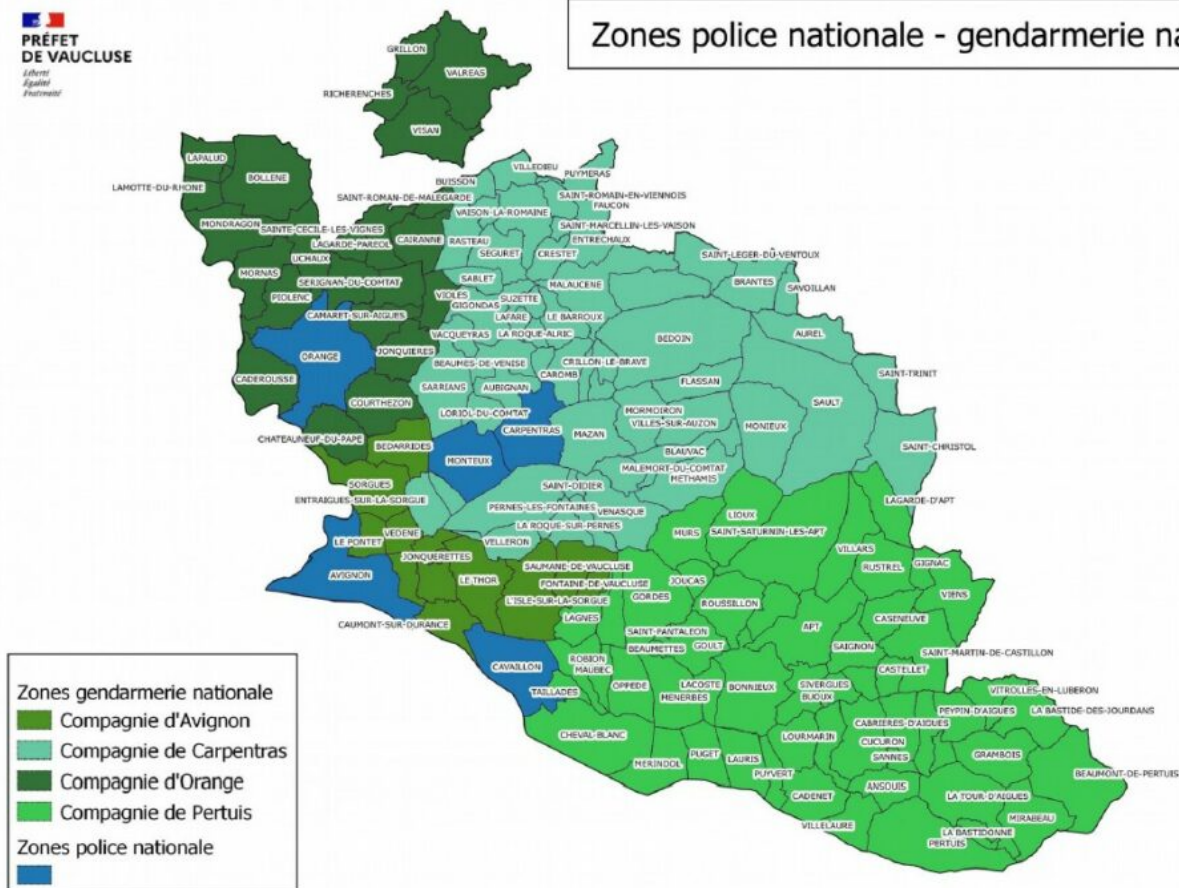 PRÉFET
DE VAUCLUSE
Liberté
Égalité
Fraternité
Zones police nationale - gendarmerie na
GRILLON
VALREAS
RICHERENCHES
VISAN
LAPALUD
BOLLENE
LAMOTTE-DU-RHONE
VILLEDIEU
PUYMERAS
BUISSON
SAINT-ROMAN-DE-MALEGARDE
SAINT-ROMAIN-EN-VIENNOIS
FAUCON
VAISON-LA-ROMAINE
MONDRAGON
SAINTE-CECILE-LES-VIGNES
SAINT-MARCELLIN-LES-VAISON
LAGARDE-PAREOL
CAIRANNE
RASTEAU
ENTRECHAUX
UCHAUX
SEGURET
CRESTET
SAINT-LEGER-DÛ-VENTOUX
MORNAS
SERIGNAN-DU-COMTAT
SABLET
MALAUCENE
BRANTES
SAVOILLAN
PIOLENC
VIOLES
GIGONDAS
SUZETTE
CAMARET-SUR-AIGUES
LAFARE
LE BARROUX
VACQUEYRAS
LA ROQUE-ALRIC
BEDOIN
AUREL
ORANGE
JONQUIERES
BEAUMES-DE-VENISE
CRILLON-LE-BRAVE
CAROMB
SAINT-TRINIT
CADEROUSSE
SARRIANS
AUBIGNAN
FLASSAN
COURTHEZON
LORIOL-DU-COMTAT
MORMOIRON
SAULT
VILLES-SUR-AUZON
MONIEUX
CHATEAUNEUF-DU-PAPE
BEDARRIDES
CARPENTRAS
MAZAN
SAINT-CHRISTOL
BLAUVAC
MONTEUX
MALEMORT-DU-COMTAT
METHAMIS
SORGUES
SAINT-DIDIER
ENTRAIGUES-SUR-LA-SORGUE
PERNES-LES-FONTAINES
VENASQUE
LAGARDE-D'APT
LIOUX
LA ROQUE-SUR-PERNES
MURS
SAINT-SATURNIN-LES-APT
VEDENE
LE PONTET
VELLERON
VILLARS
JONQUERETTES
SAUMANE-DE-VAUCLUSE
RUSTREL
GIGNAC
AVIGNON
LE THOR
FONTAINE-DE-VAUCLUSE
JOUCAS
GORDES
VIENS
L'ISLE-SUR-LA-SORGUE
ROUSSILLON
LAGNES
CASENEUVE
CAUMONT-SUR-DURANCE
SAINT-PANTALEON
APT
BEAUMETTES
GOULT
SAIGNON
SAINT-MARTIN-DE-CASTILLON
CAVAILLON
ROBION
MAUBEC
CASTELLET
TAILLADES
OPPEDE
LACOSTE
MENERBES
BONNIEUX
SIVERGUES
BUOUX
VITROLLES-EN-LUBERON
PEYPIN-D'AIGUES
LA BASTIDE-DES-JOURDANS
CABRIERES-D'AIGUES
CHEVAL-BLANC
LOURMARIN
CUCURON
SANNES
GRAMBOIS
MERINDOL
PUGET
LAURIS
PUYVERT
BEAUMONT-DE-PERTUIS
ANSOUIS
CADENET
LA TOUR-D'AIGUES
MIRABEAU
VILLELAURE
LA BASTIDONNE
PERTUIS
Zones gendarmerie nationale
Compagnie d'Avignon
Compagnie de Carpentras
Compagnie d'Orange
Compagnie de Pertuis
Zones police nationale